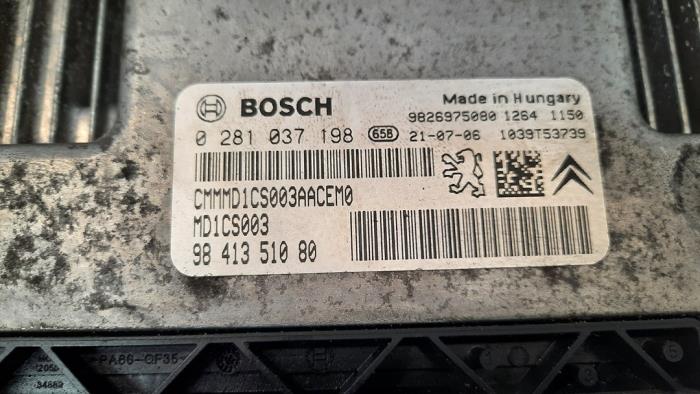 BOSCH Made in Hungary
9826975080 1264 1150
0 281 037 198 65B 21-07-06 1039T53739
CMMMD1CS003AACEM0
MD1CS003
98 413 510 80
PA66-GF35
34682